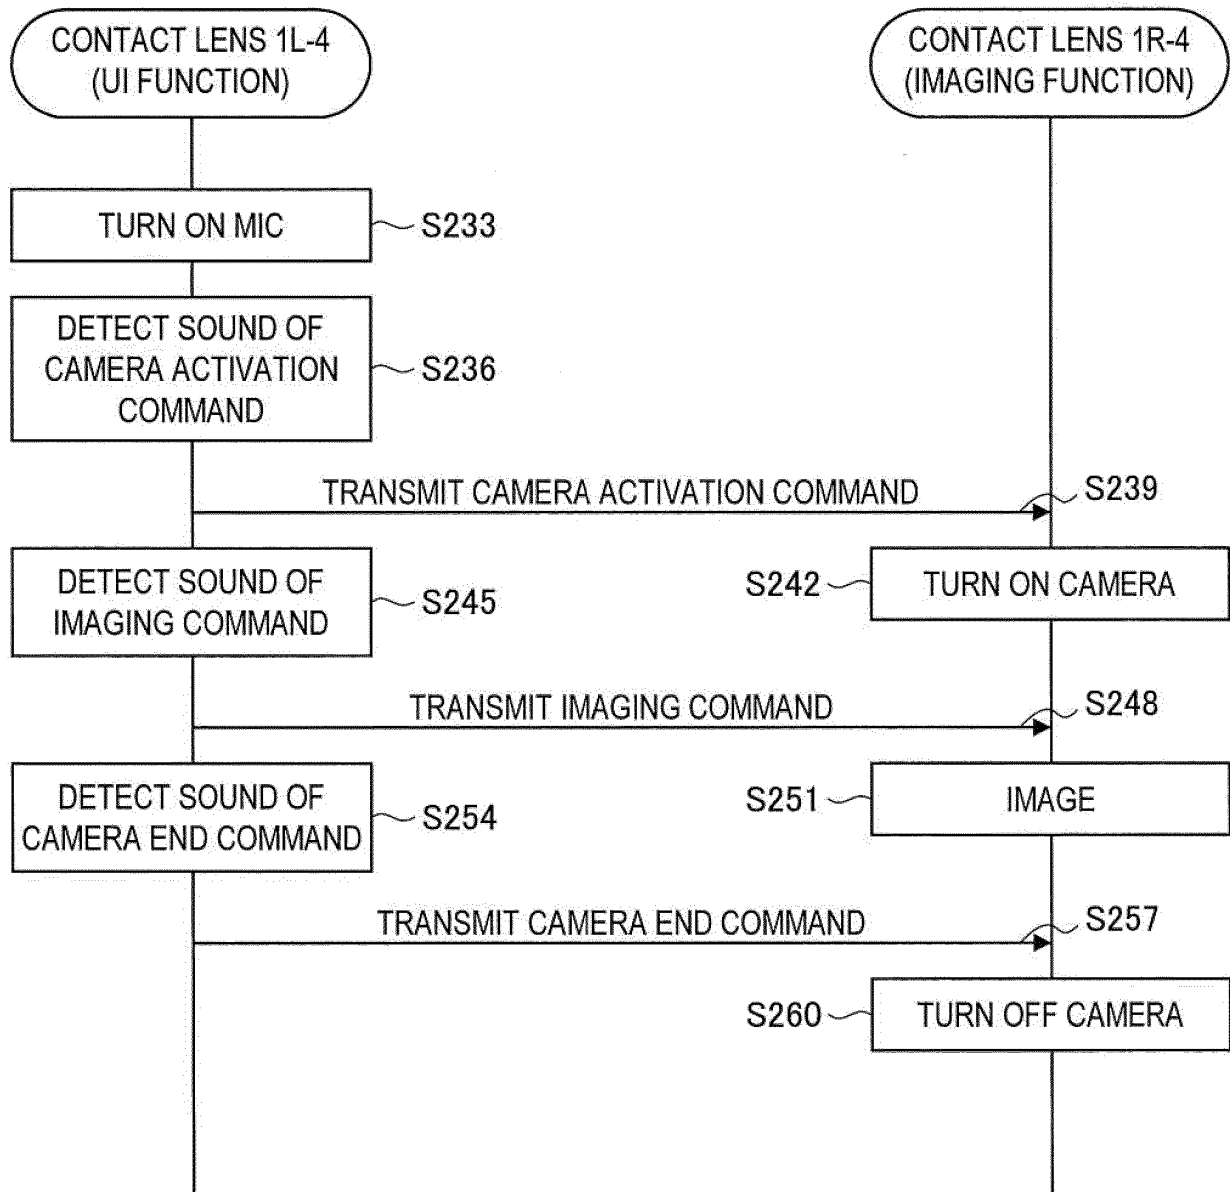 CONTACT LENS 1L-4
(UI FUNCTION)
CONTACT LENS 1R-4
(IMAGING FUNCTION)
TURN ON MIC
S233
DETECT SOUND OF
CAMERA ACTIVATION
COMMAND
S236
TRANSMIT CAMERA ACTIVATION COMMAND
S239
DETECT SOUND OF
IMAGING COMMAND
S245
S242
TURN ON CAMERA
TRANSMIT IMAGING COMMAND
S248
DETECT SOUND OF
CAMERA END COMMAND
S254
S251
IMAGE
TRANSMIT CAMERA END COMMAND
S257
S260
TURN OFF CAMERA